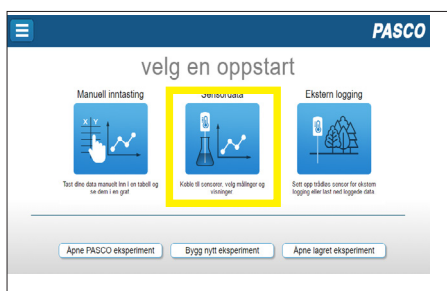 PASCO
velg en oppstart
Manuell inntasting
Sensordata
Ekstern logging
X Y
Tast dine data manuelt inn i en tabell og
se dem i en graf
Koble til sensorer, velg målinger og
visninger
Sett opp trådløs sensor for ekstern
logging eller last ned loggede data
Åpne PASCO eksperiment
Bygg nytt eksperiment
Åpne lagret eksperiment